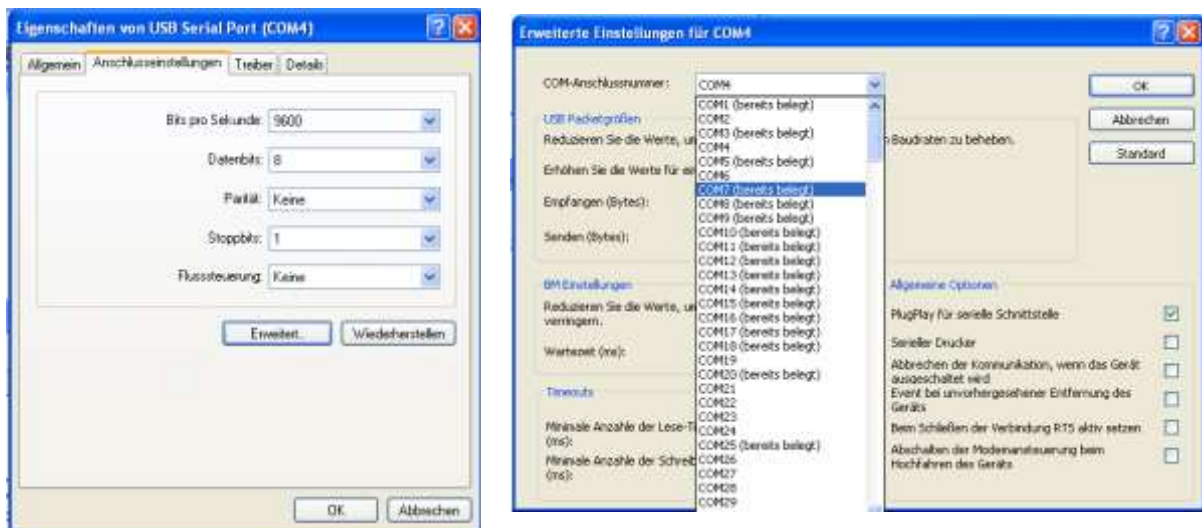 Eigenschaften von USB Serial Port (COM4)
Allgemein Anschlusseinstellungen Treiber Details
Bits pro Sekunde: 9600
Datenbits: 8
Parität: Keine
Stoppbits: 1
Flusssteuerung: Keine
Erweitert... Wiederherstellen
OK Abbrechen
Erweiterte Einstellungen für COM4
COM-Anschlussnummer: COM4
OK
Abbrechen
Standard
USB Packetgrößen
Reduzieren Sie die Werte, um
n Baudraten zu beheben.
Erhöhen Sie die Werte für
Empfangen (Bytes):
Senden (Bytes):
BM Einstellungen
Reduzieren Sie die Werte, um
verringern.
Wartezeit (ms):
Timeouts
Minimale Anzahle der Lese-Ti
(ms):
Minimale Anzahle der Schreib
(ms):
COM1 (bereits belegt)
COM2
COM3 (bereits belegt)
COM4
COM5 (bereits belegt)
COM6
COM7 (bereits belegt)
COM8 (bereits belegt)
COM9 (bereits belegt)
COM10 (bereits belegt)
COM11 (bereits belegt)
COM12 (bereits belegt)
COM13 (bereits belegt)
COM14 (bereits belegt)
COM15 (bereits belegt)
COM16 (bereits belegt)
COM17 (bereits belegt)
COM18 (bereits belegt)
COM19
COM20 (bereits belegt)
COM21
COM22
COM23
COM24
COM25 (bereits belegt)
COM26
COM27
COM28
COM29
Allgemeine Optionen
PlugPlay für serielle Schnittstelle
Serieller Drucker
Abbrechen der Kommunikation, wenn das Gerät
ausgeschaltet wird
Event bei unvorhergesehener Entfernung des
Geräts
Beim Schließen der Verbindung RTS aktiv setzen
Abschalten der Modemansteuerung beim
Hochfahren des Geräts